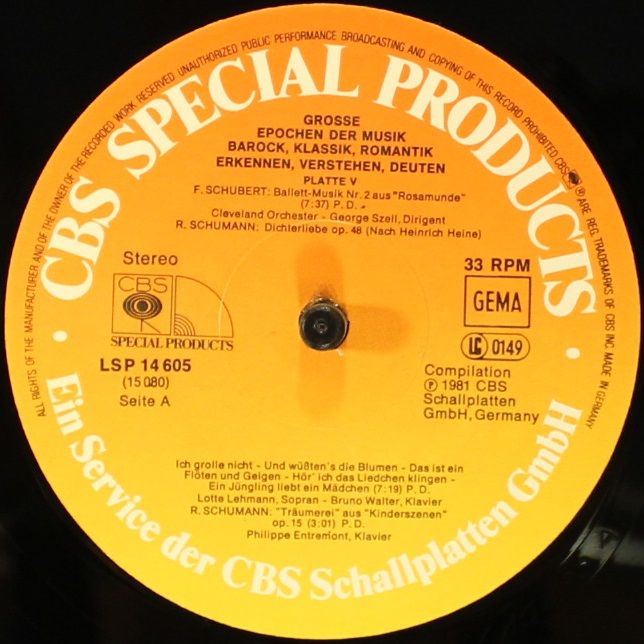 ALL RIGHTS OF THE MANUFACTURER AND OF THE OWNER OF THE RECORDED WORK RESERVED. UNAUTHORIZED PUBLIC PERFORMANCE BROADCASTING AND COPYING OF THIS RECORD PROHIBITED CBS, ® ARE REG. TRADEMARKS OF CBS INC. MADE IN GERMANY
· CBS SPECIAL PRODUCTS ·
GROSSE
EPOCHEN DER MUSIK
BAROCK, KLASSIK, ROMANTIK
ERKENNEN, VERSTEHEN, DEUTEN
PLATTE V
F. SCHUBERT: Ballett-Musik Nr. 2 aus "Rosamunde"
(7:37) P. D. -
Cleveland Orchester - George Szell, Dirigent
R. SCHUMANN: Dichterliebe op. 48 (Nach Heinrich Heine)
Stereo
CBS
SPECIAL PRODUCTS
LSP 14 605
(15 080)
Seite A
33 RPM
GEMA
LC 0149
Compilation
℗ 1981 CBS
Schallplatten
GmbH, Germany
Ich grolle nicht - Und wüßten's die Blumen - Das ist ein
Flöten und Geigen - Hör' ich das Liedchen klingen -
Ein Jüngling liebt ein Mädchen (7:19) P. D.
Lotte Lehmann, Sopran - Bruno Walter, Klavier
R. SCHUMANN: "Träumerei" aus "Kinderszenen"
op. 15 (3:01) P. D.
Philippe Entremont, Klavier
Ein Service der CBS Schallplatten GmbH